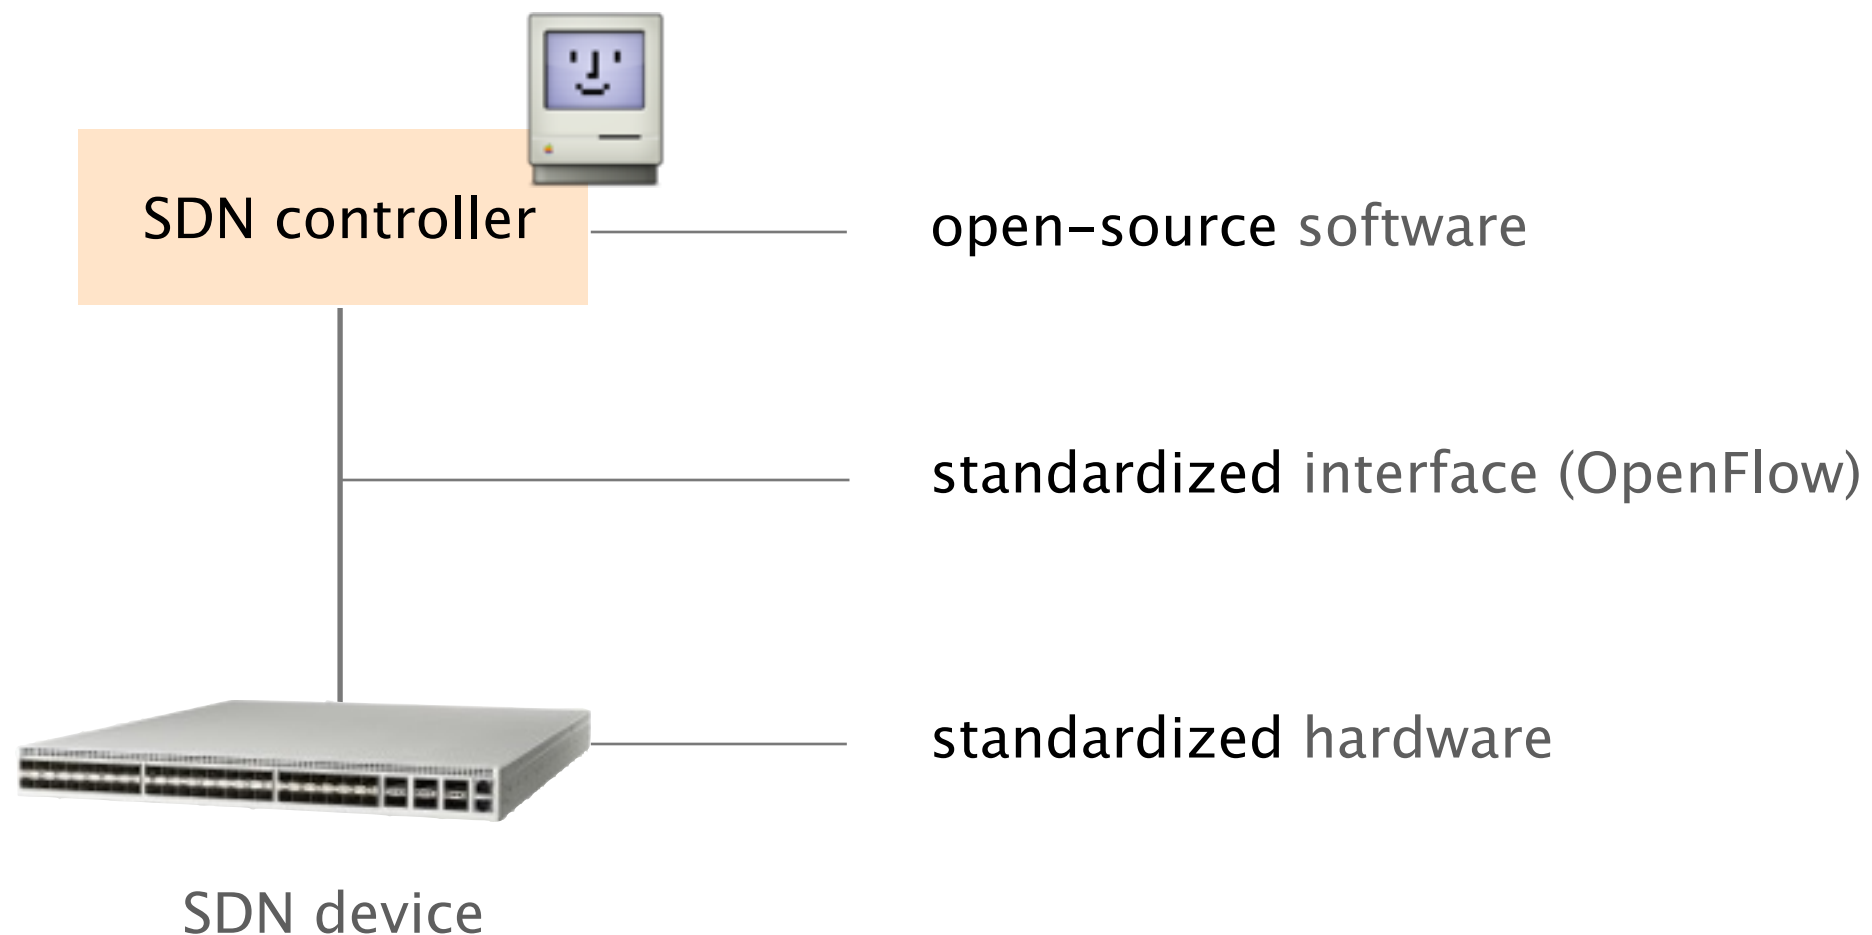 SDN controller
open-source software
standardized interface (OpenFlow)
standardized hardware
SDN device